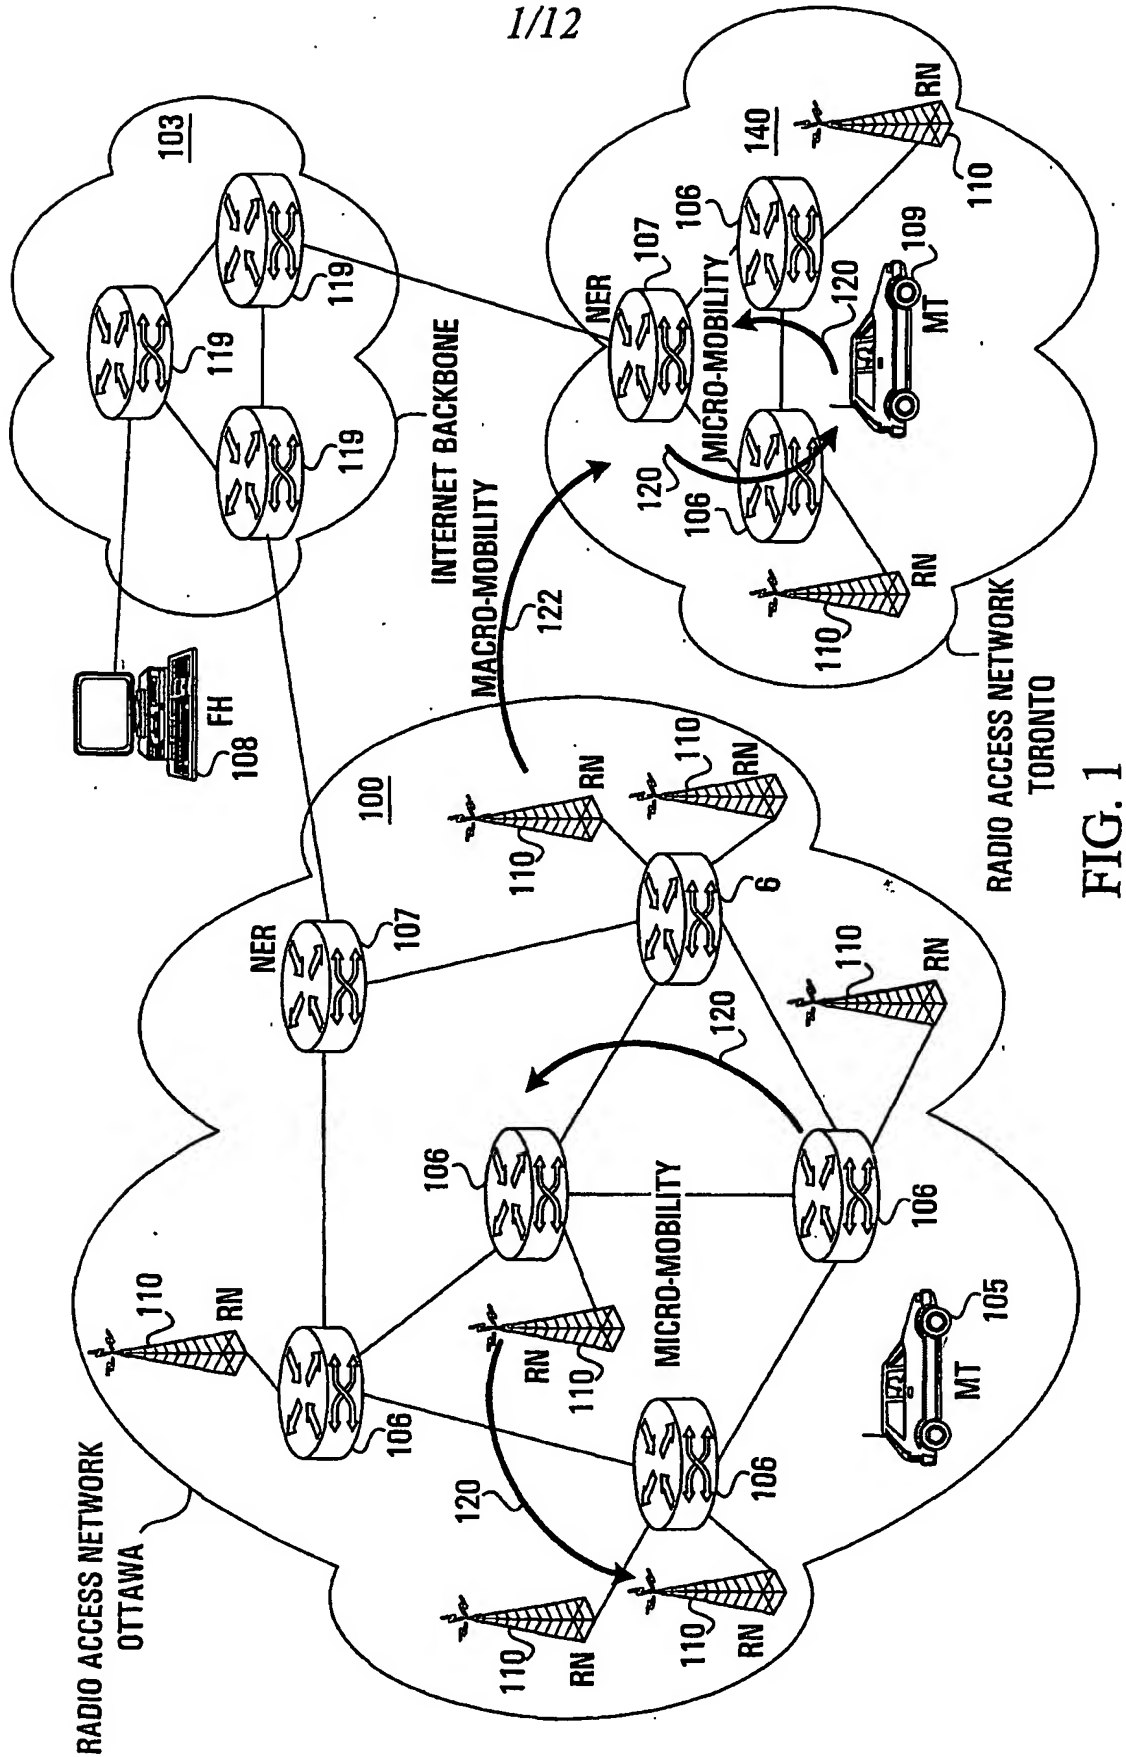 1/12
RADIO ACCESS NETWORK
OTTAWA
100
110
RN
106
NER
107
FH
108
103
119
119
119
INTERNET BACKBONE
MACRO-MOBILITY
122
120
110
RN
110
RN
106
RN
110
MICRO-MOBILITY
106
120
110
RN
110
RN
6
110
RN
120
110
RN
106
MT
105
NER
107
MICRO-MOBILITY
140
106
110
RN
120
106
120
MT
109
110
RN
RADIO ACCESS NETWORK
TORONTO
FIG. 1